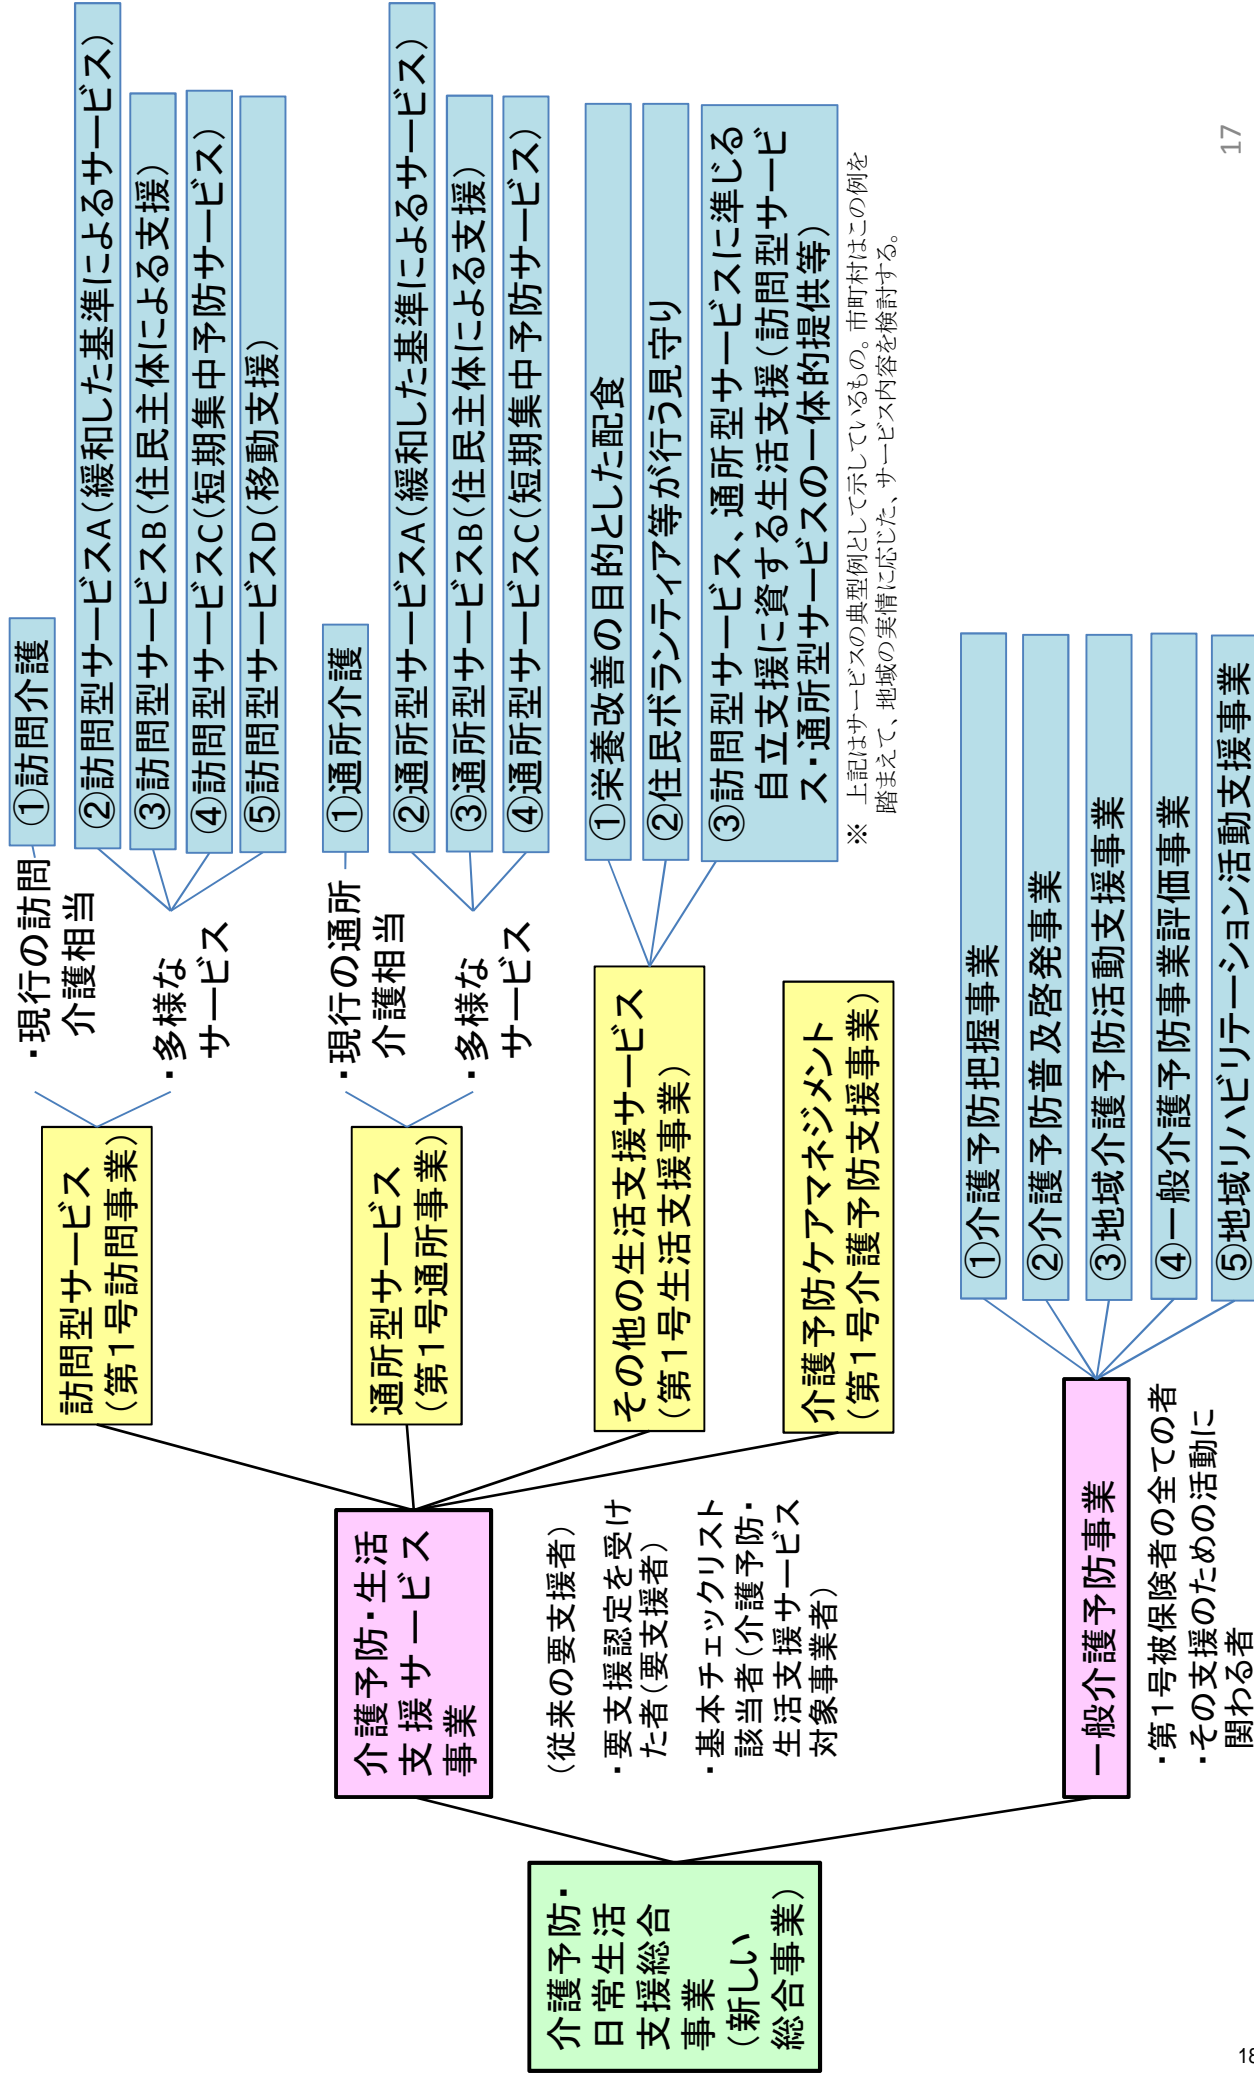 介護予防・
日常生活
支援総合
事業
（新しい
総合事業）
介護予防・生活
支援サービス
事業
（従来の要支援者）
・要支援認定を受け
た者（要支援者）
・基本チェックリスト
該当者（介護予防・
生活支援サービス
対象事業者）
一般介護予防事業
・第１号被保険者の全ての者
・その支援のための活動に
関わる者
訪問型サービス
（第１号訪問事業）
・現行の訪問
介護相当
①訪問介護
・多様な
サービス
②訪問型サービスA（緩和した基準によるサービス）
③訪問型サービスB（住民主体による支援）
④訪問型サービスC（短期集中予防サービス）
⑤訪問型サービスD（移動支援）
通所型サービス
（第１号通所事業）
・現行の通所
介護相当
①通所介護
・多様な
サービス
②通所型サービスA（緩和した基準によるサービス）
③通所型サービスB（住民主体による支援）
④通所型サービスC（短期集中予防サービス）
その他の生活支援サービス
（第１号生活支援事業）
①栄養改善の目的とした配食
②住民ボランティア等が行う見守り
③訪問型サービス、通所型サービスに準じる
自立支援に資する生活支援（訪問型サービ
ス・通所型サービスの一体的提供等）
※ 上記はサービスの典型例として示しているもの。市町村はこの例を
踏まえて、地域の実情に応じた、サービス内容を検討する。
介護予防ケアマネジメント
（第１号介護予防支援事業）
①介護予防把握事業
②介護予防普及啓発事業
③地域介護予防活動支援事業
④一般介護予防事業評価事業
⑤地域リハビリテーション活動支援事業
17
18